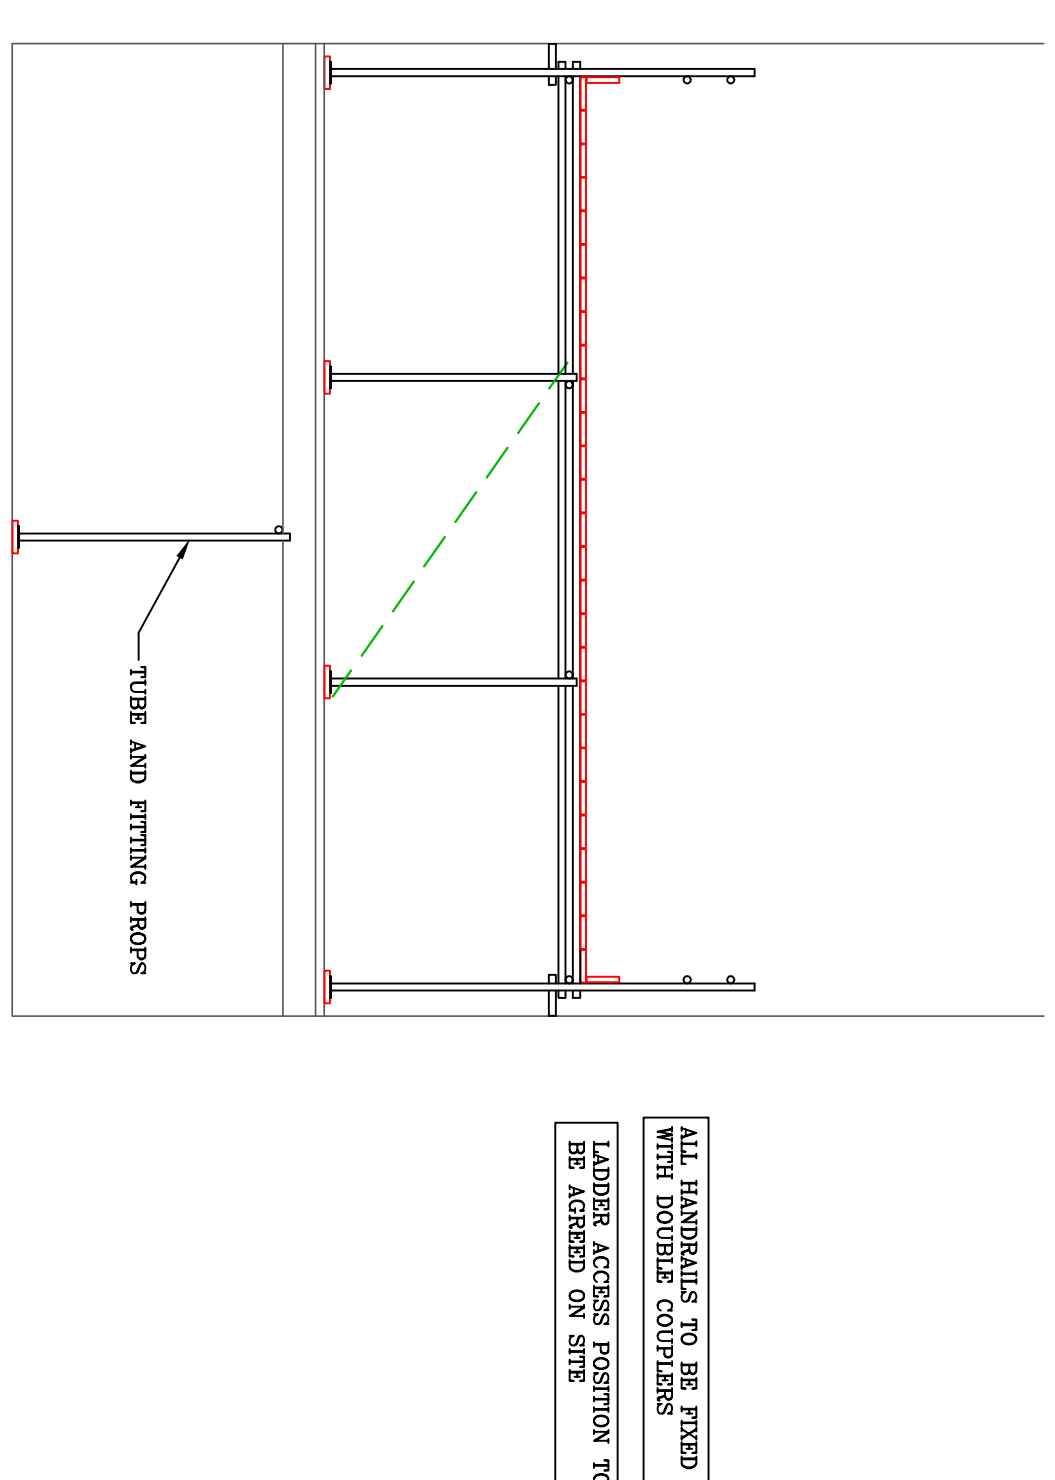 ALL HANDRAILS TO BE FIXED
WITH DOUBLE COUPLERS
LADDER ACCESS POSITION TO
BE AGREED ON SITE
TUBE AND FITTING PROPS